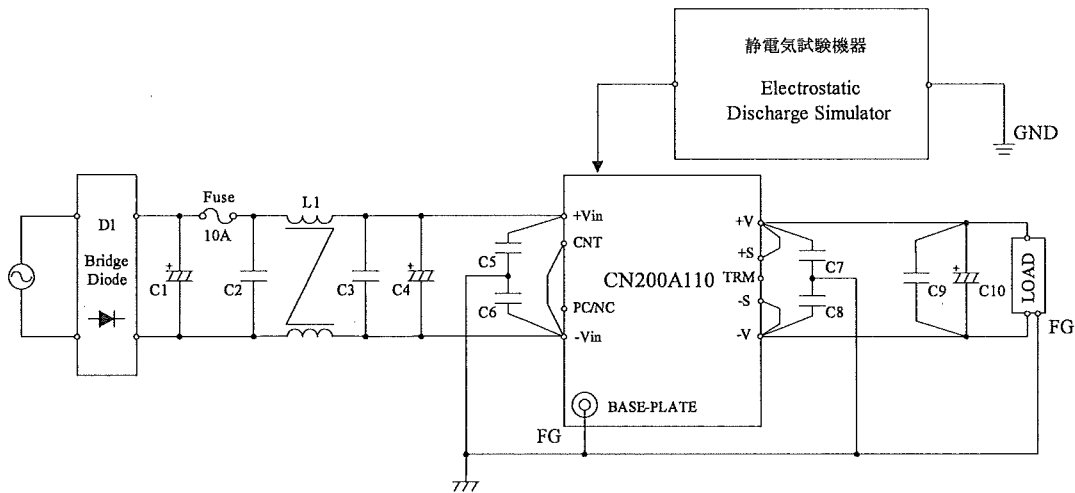 静電気試験機器
Electrostatic
Discharge Simulator
GND
D1
Bridge
Diode
Fuse
10A
L1
C1
C2
C3
C4
C5
C6
+Vin
CNT
PC/NC
-Vin
CN200A110
BASE-PLATE
FG
+V
+S
TRM
-S
-V
C7
C8
C9
C10
LOAD
FG
+
+
+